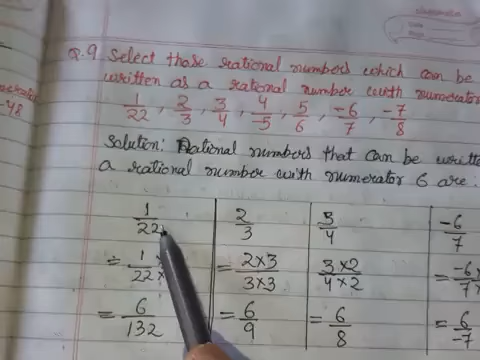 Q.9 Select those rational numbers which can be
written as a rational number with numerator
1/22, 2/3, 3/4, 4/-5, 5/6, -6/7, -7/8
Solution: Rational numbers that can be writte
a rational number with numerator 6 are:
1/22 2/3 3/4 -6/7
= 1×/22× = 2×3/3×3 3×2/4×2 = -6×/7×
= 6/132 = 6/9 = 6/8 = 6/-7